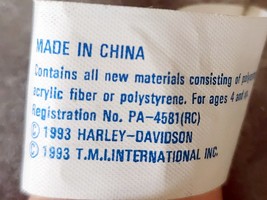 MADE IN CHINA
Contains all new materials consisting of
acrylic fiber or polystyrene. For ages 4 and
Registration No. PA-4581(RC)
© 1993 HARLEY-DAVIDSON
© 1993 T.M.I.INTERNATIONAL INC.